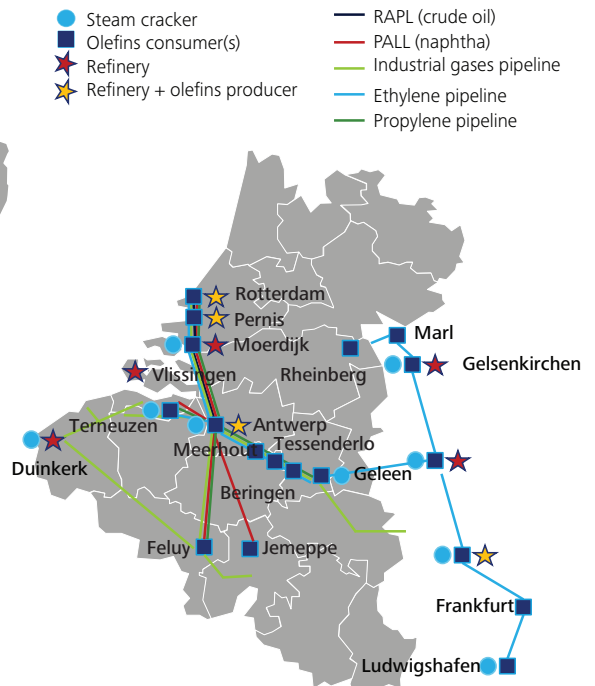 Steam cracker
Olefins consumer(s)
Refinery
Refinery + olefins producer
RAPL (crude oil)
PALL (naphtha)
Industrial gases pipeline
Ethylene pipeline
Propylene pipeline
Rotterdam
Pernis
Marl
Moerdijk
Gelsenkirchen
Vlissingen
Rheinberg
Terneuzen
Antwerp
Meerhout
Tessenderlo
Duinkerk
Geleen
Beringen
Feluy
Jemeppe
Frankfurt
Ludwigshafen